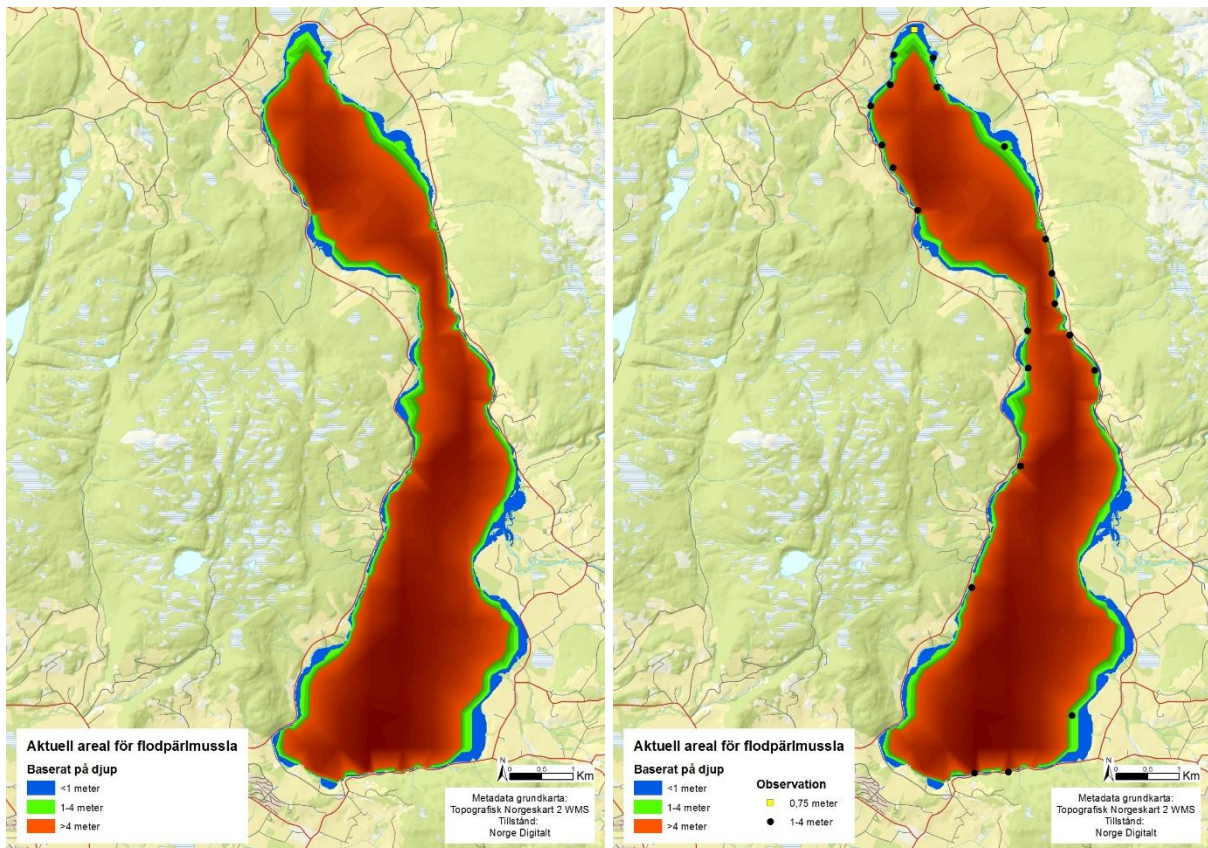 Aktuell areal för flodpärlmussla
Baserat på djup
<1 meter
1-4 meter
>4 meter
N
0 0,5 1
Km
Metadata grundkarta:
Topografisk Norgeskart 2 WMS
Tillstånd:
Norge Digitalt
Aktuell areal för flodpärlmussla
Baserat på djup
<1 meter
1-4 meter
>4 meter
Observation
0,75 meter
1-4 meter
N
0 0,5 1
Km
Metadata grundkarta:
Topografisk Norgeskart 2 WMS
Tillstånd:
Norge Digitalt